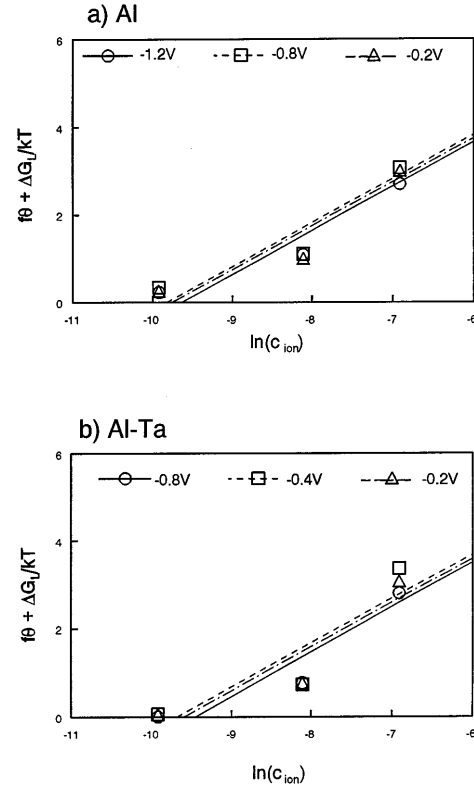 a) Al
6
-1.2V -0.8V -0.2V
4
fθ + ΔG_L/kT
2
0
-11 -10 -9 -8 -7 -6
ln(c_ion)
b) Al-Ta
6
-0.8V -0.4V -0.2V
4
fθ + ΔG_L/kT
2
0
-11 -10 -9 -8 -7 -6
ln(c_ion)